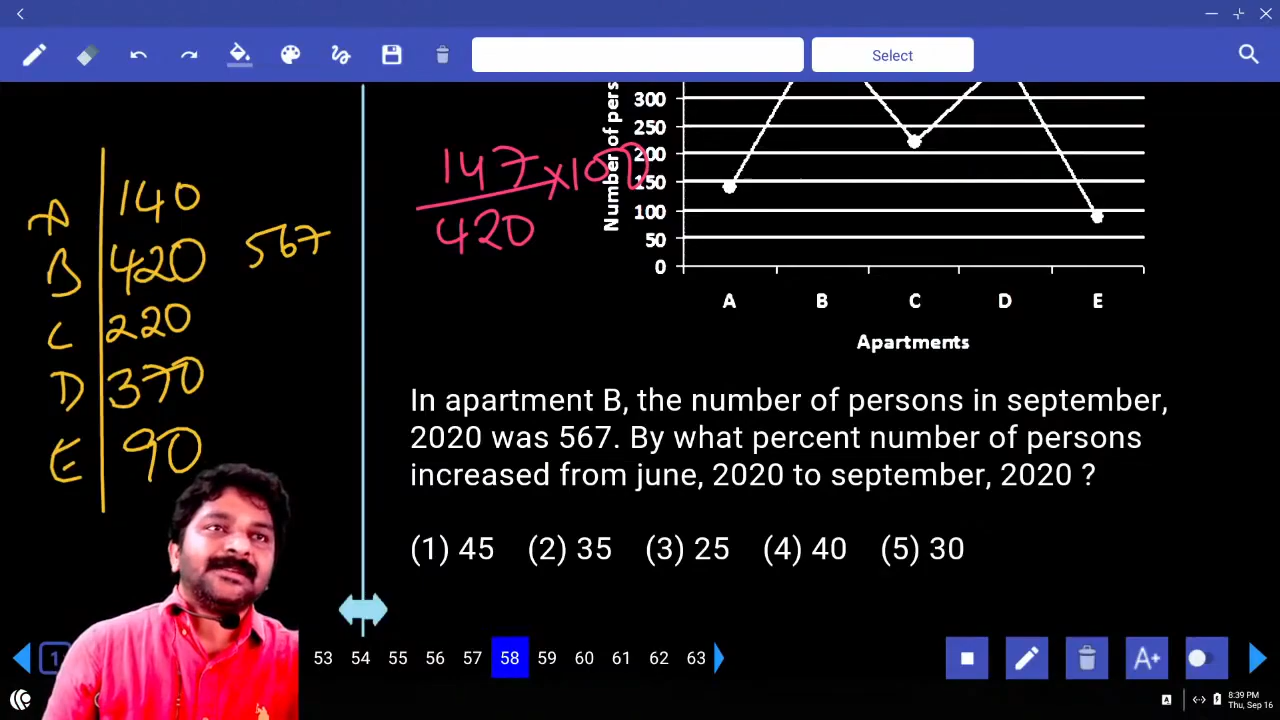 Select
300
250
200
150
100
50
0
Number of pers
A B C D E
Apartments
147
420
×100
A 140
B 420 567
C 220
D 370
E 90
In apartment B, the number of persons in september,
2020 was 567. By what percent number of persons
increased from june, 2020 to september, 2020 ?
(1) 45 (2) 35 (3) 25 (4) 40 (5) 30
1 53 54 55 56 57 58 59 60 61 62 63
A+
A
8:39 PM
Thu, Sep 16